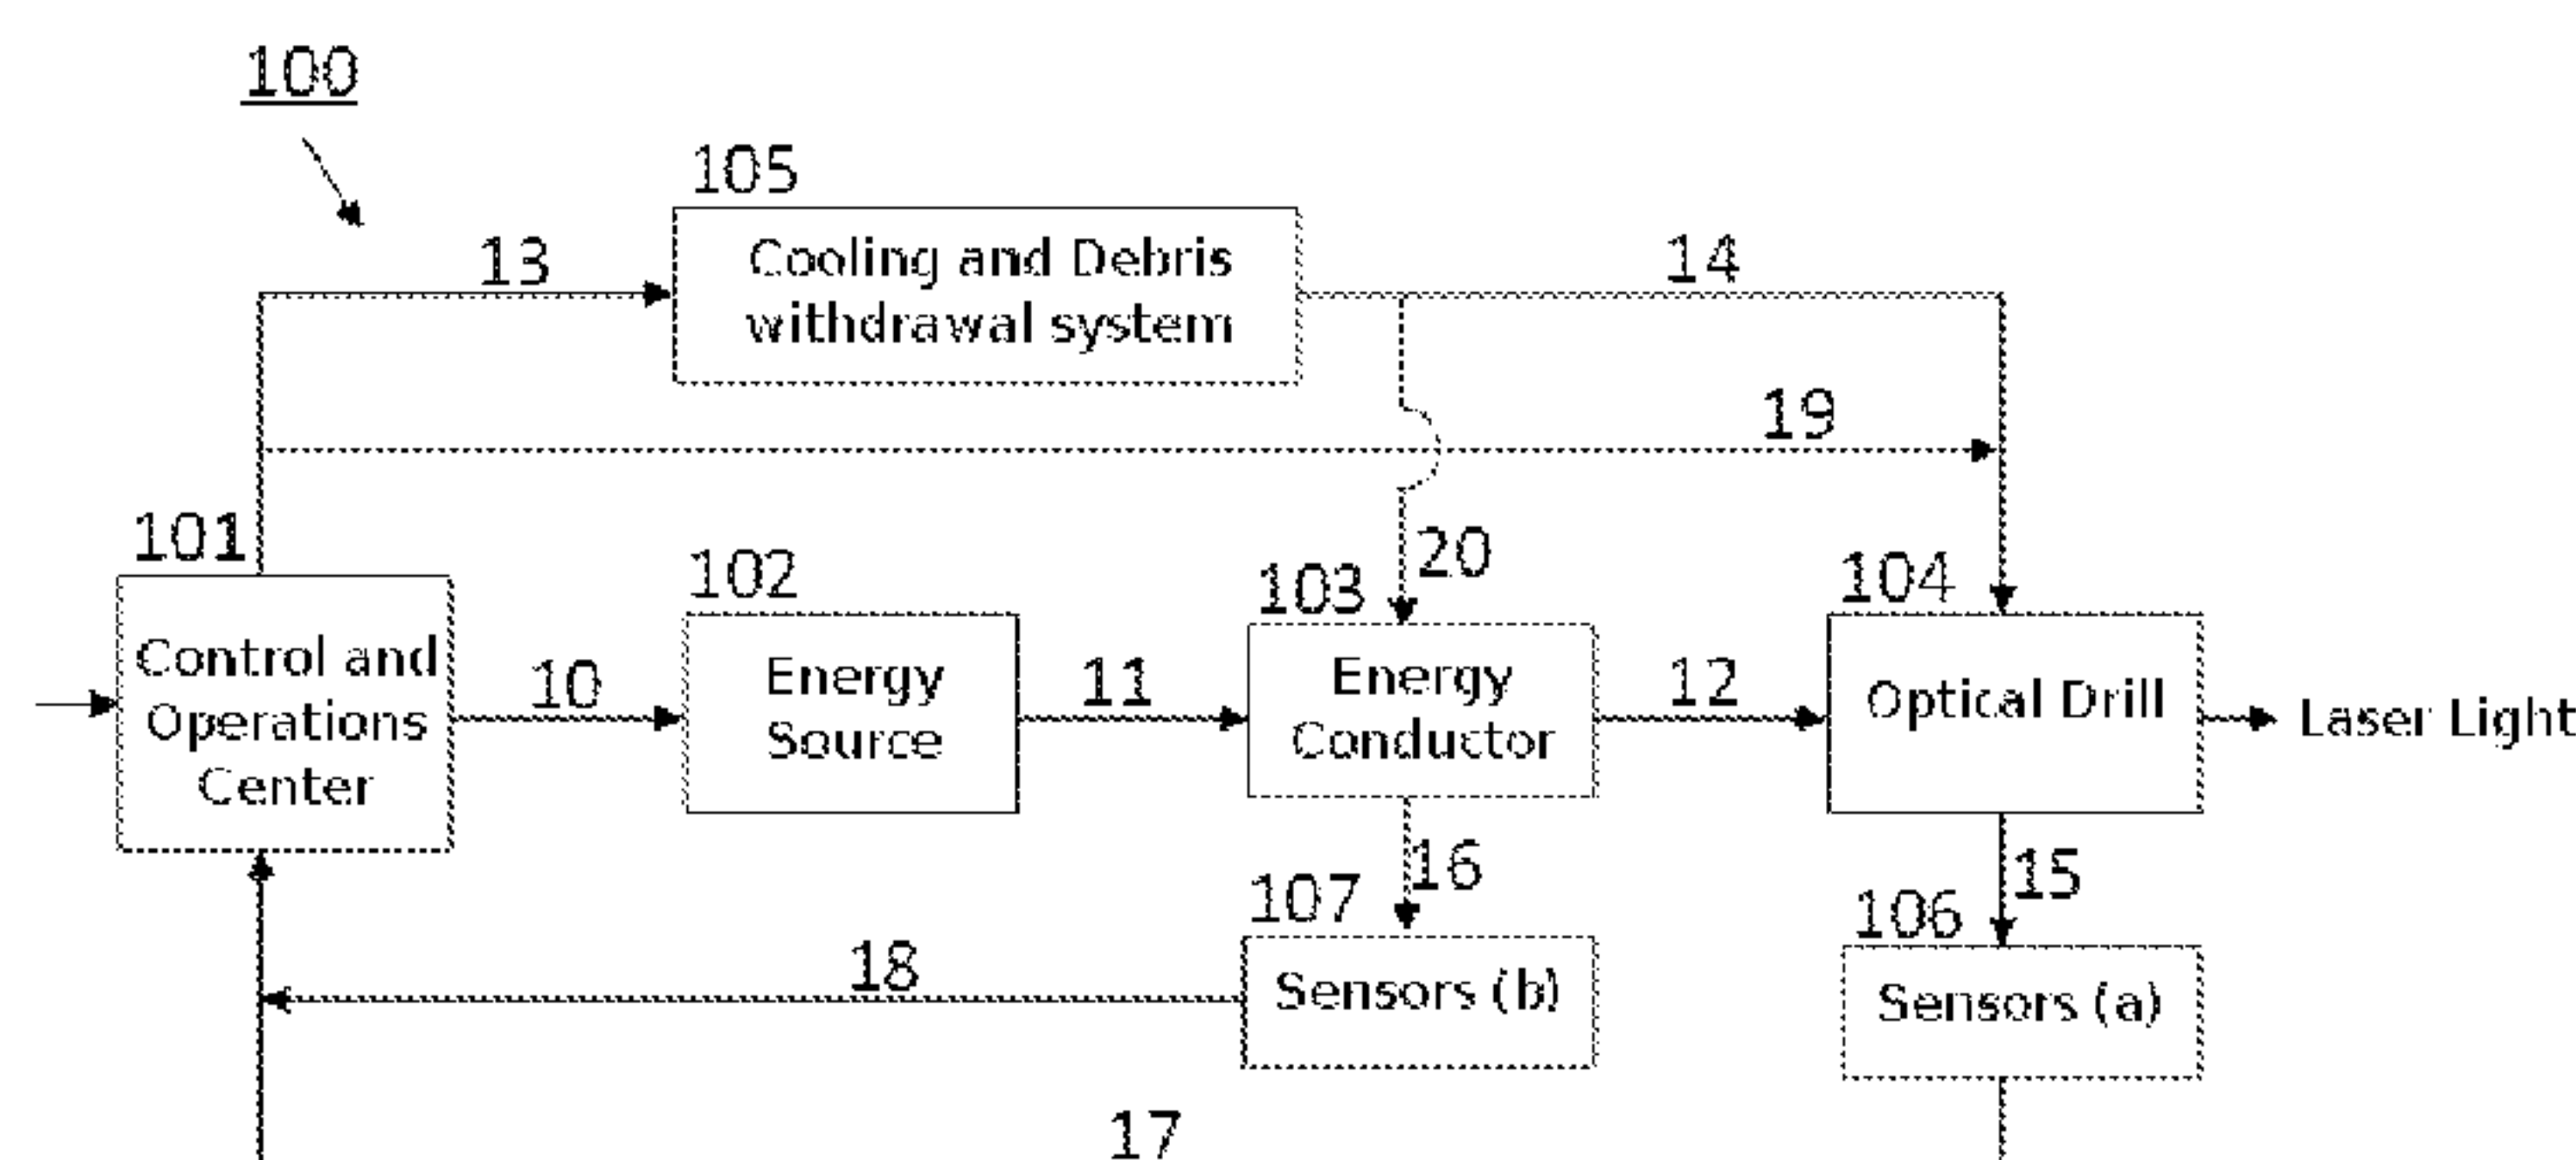 100
105
Cooling and Debris
withdrawal system
13
14
19
101
Control and
Operations
Center
10
102
Energy
Source
11
103
20
Energy
Conductor
12
104
Optical Drill
Laser Light
16
15
107
Sensors (b)
106
Sensors (a)
18
17